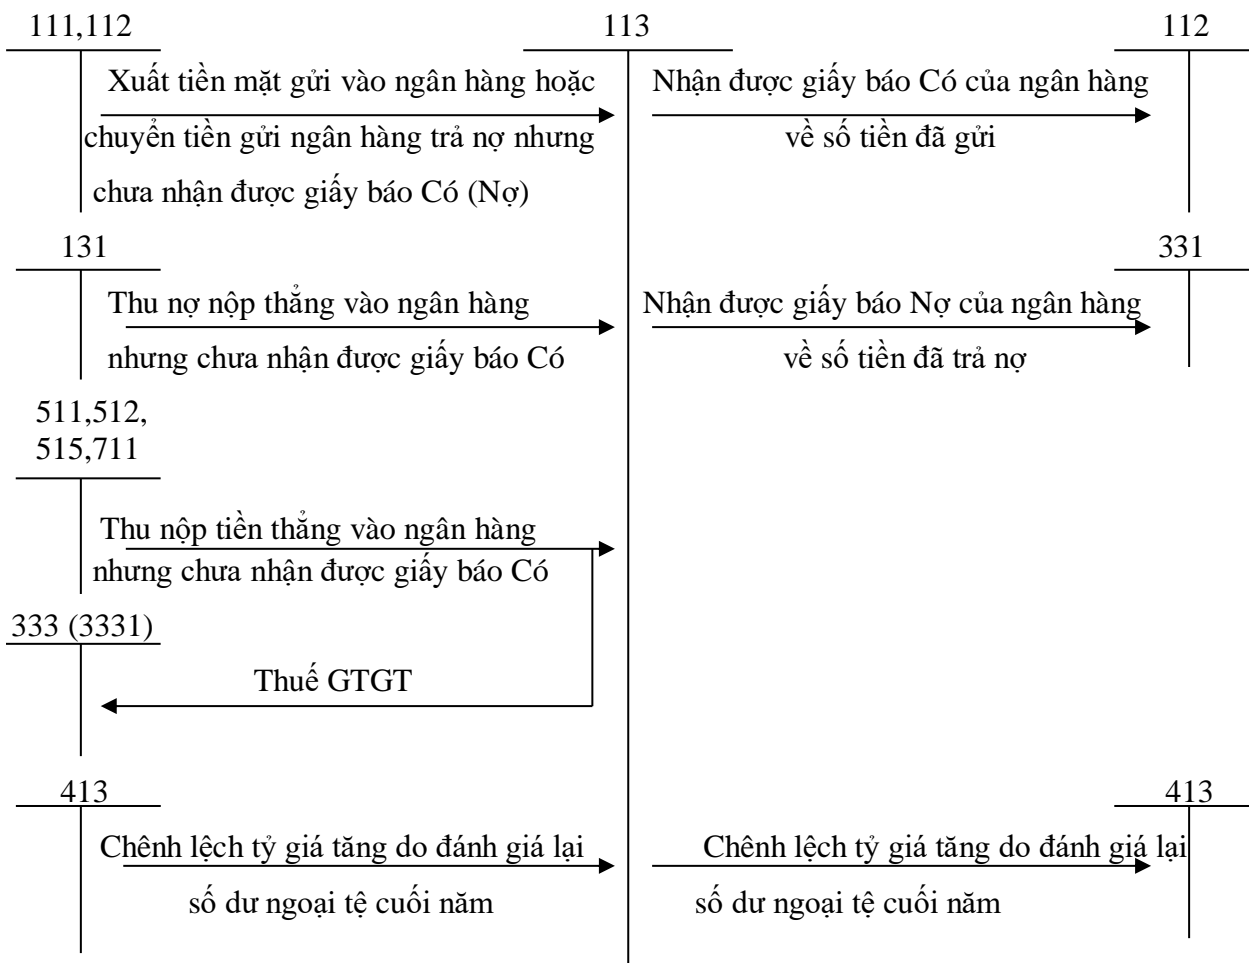 111,112
113
112
Xuất tiền mặt gửi vào ngân hàng hoặc
chuyển tiền gửi ngân hàng trả nợ nhưng
chưa nhận được giấy báo Có (Nợ)
Nhận được giấy báo Có của ngân hàng
về số tiền đã gửi
131
331
Thu nợ nộp thẳng vào ngân hàng
nhưng chưa nhận được giấy báo Có
Nhận được giấy báo Nợ của ngân hàng
về số tiền đã trả nợ
511,512,
515,711
Thu nộp tiền thẳng vào ngân hàng
nhưng chưa nhận được giấy báo Có
333 (3331)
Thuế GTGT
413
413
Chênh lệch tỷ giá tăng do đánh giá lại
số dư ngoại tệ cuối năm
Chênh lệch tỷ giá tăng do đánh giá lại
số dư ngoại tệ cuối năm